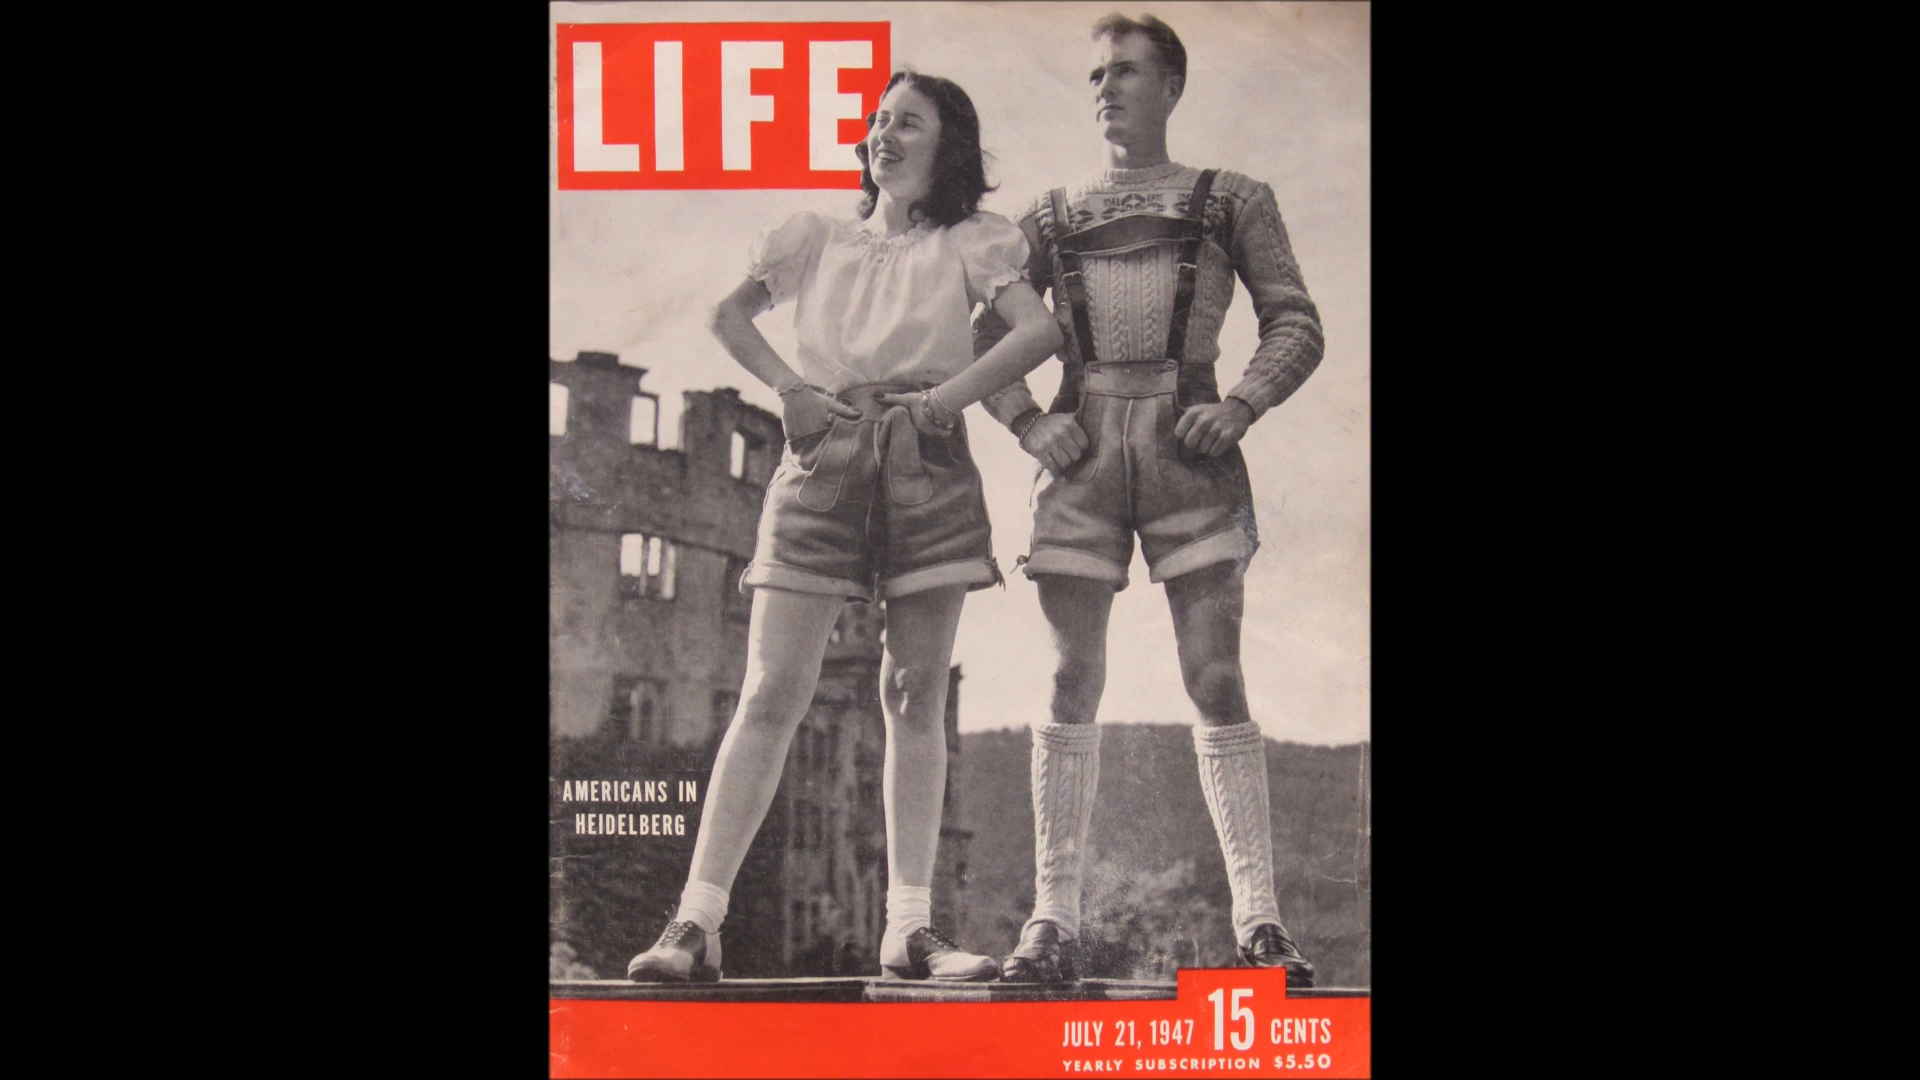 LIFE
AMERICANS IN
HEIDELBERG
JULY 21, 1947 15 CENTS
YEARLY SUBSCRIPTION $5.50